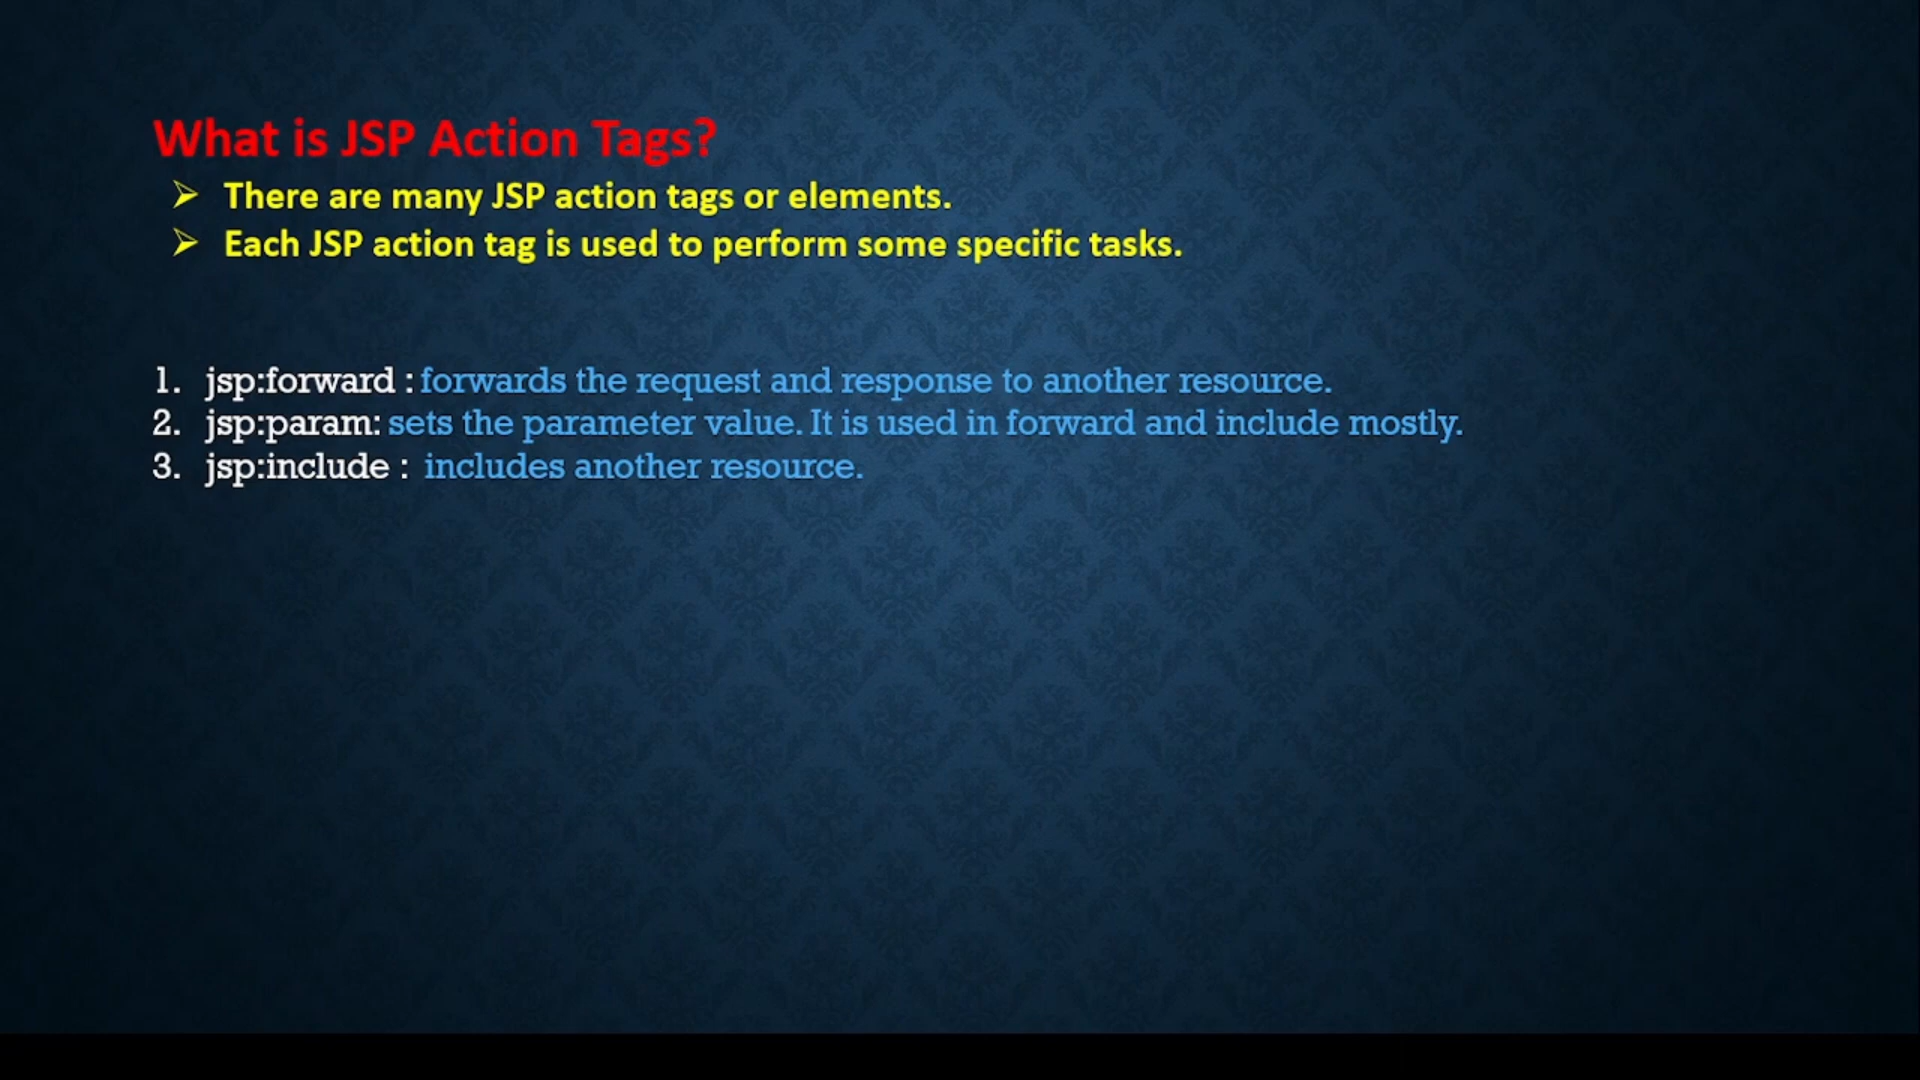 What is JSP Action Tags?
➢ There are many JSP action tags or elements.
➢ Each JSP action tag is used to perform some specific tasks.
1. jsp:forward : forwards the request and response to another resource.
2. jsp:param: sets the parameter value. It is used in forward and include mostly.
3. jsp:include : includes another resource.